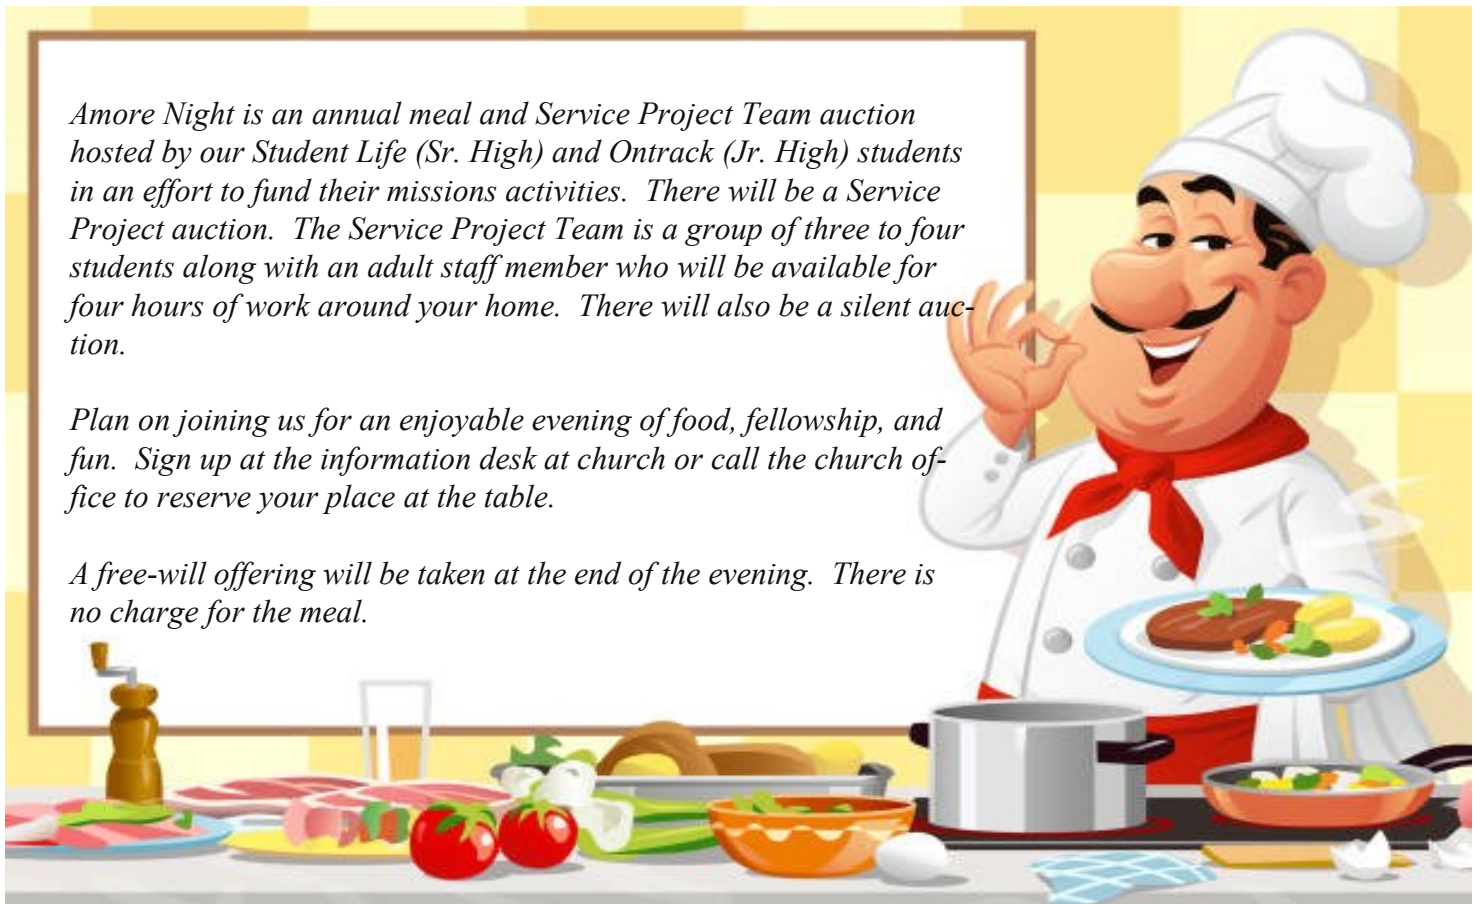 Amore Night is an annual meal and Service Project Team auction
hosted by our Student Life (Sr. High) and Ontrack (Jr. High) students
in an effort to fund their missions activities.  There will be a Service
Project auction.  The Service Project Team is a group of three to four
students along with an adult staff member who will be available for
four hours of work around your home.  There will also be a silent auc-
tion.
Plan on joining us for an enjoyable evening of food, fellowship, and
fun.  Sign up at the information desk at church or call the church of-
fice to reserve your place at the table.
A free-will offering will be taken at the end of the evening.  There is
no charge for the meal.